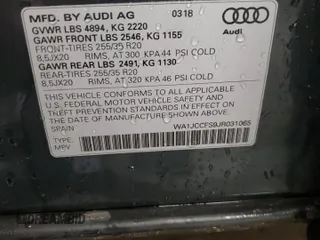 MFD. BY AUDI AG 0318
GVWR LBS 4894, KG 2220
GAWR FRONT LBS 2546, KG 1155
FRONT-TIRES 255/35 R20
8,5JX20 RIMS, AT 300 KPA 44 PSI COLD
GAWR REAR LBS 2491, KG 1130
REAR-TIRES 255/35 R20
8,5JX20 RIMS, AT 320 KPA 46 PSI COLD
Audi
THIS VEHICLE CONFORMS TO ALL APPLICABLE
U.S. FEDERAL MOTOR VEHICLE SAFETY, BUMPER AND
THEFT PREVENTION STANDARDS IN EFFECT ON THE
DATE OF MANUFACTURE SHOWN ABOVE.
WA1JCCFS9JR031065
TYPE:
MPV